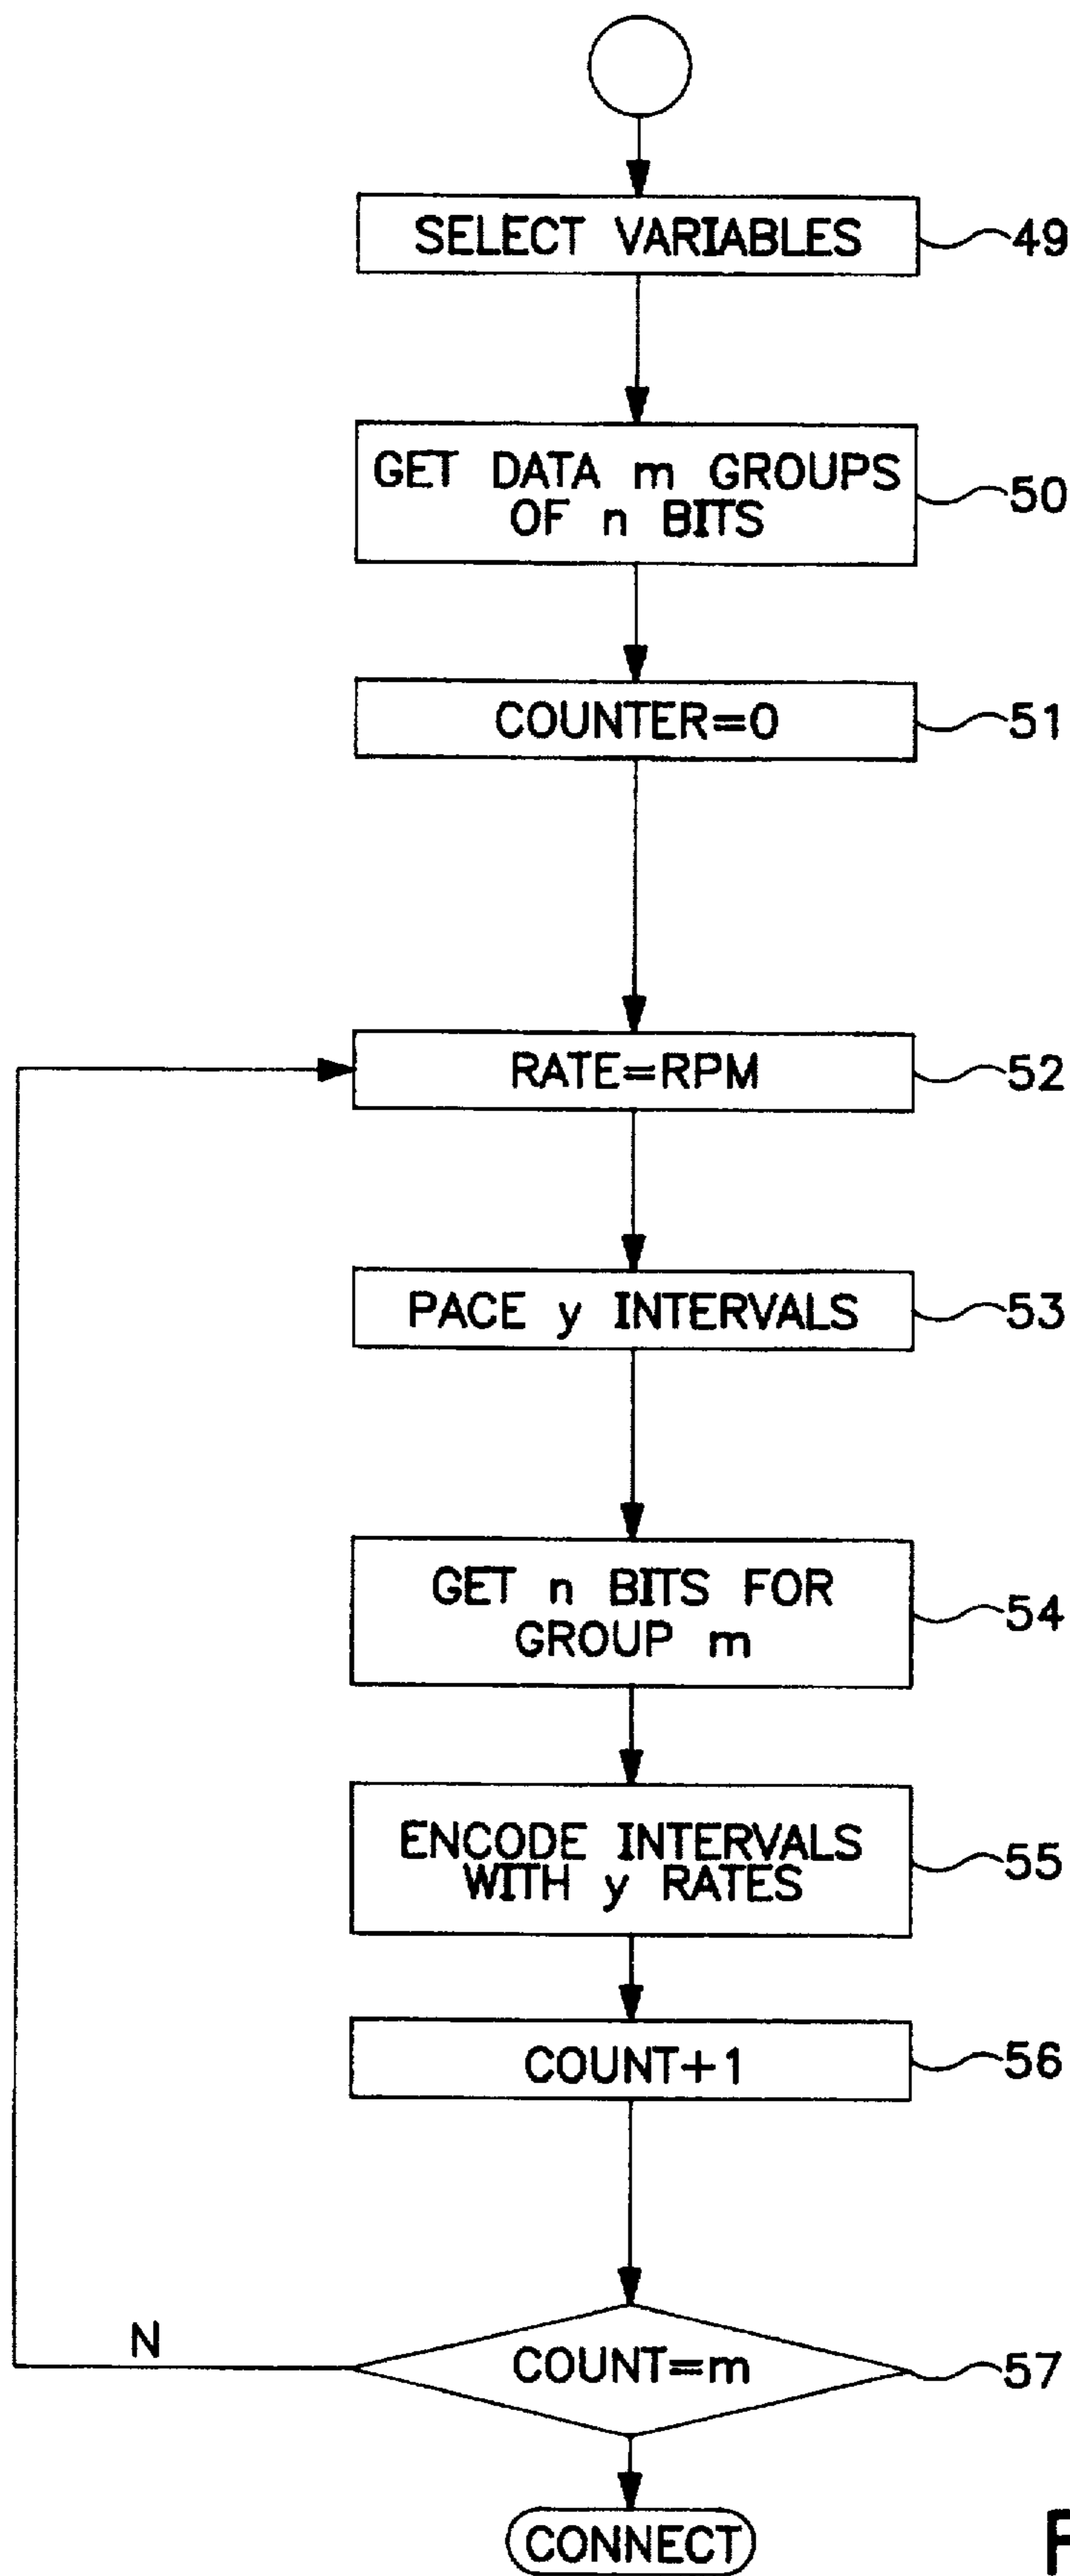 SELECT VARIABLES
49
GET DATA m GROUPS
OF n BITS
50
COUNTER=0
51
RATE=RPM
52
PACE y INTERVALS
53
GET n BITS FOR
GROUP m
54
ENCODE INTERVALS
WITH y RATES
55
COUNT+1
56
N
COUNT=m
57
CONNECT